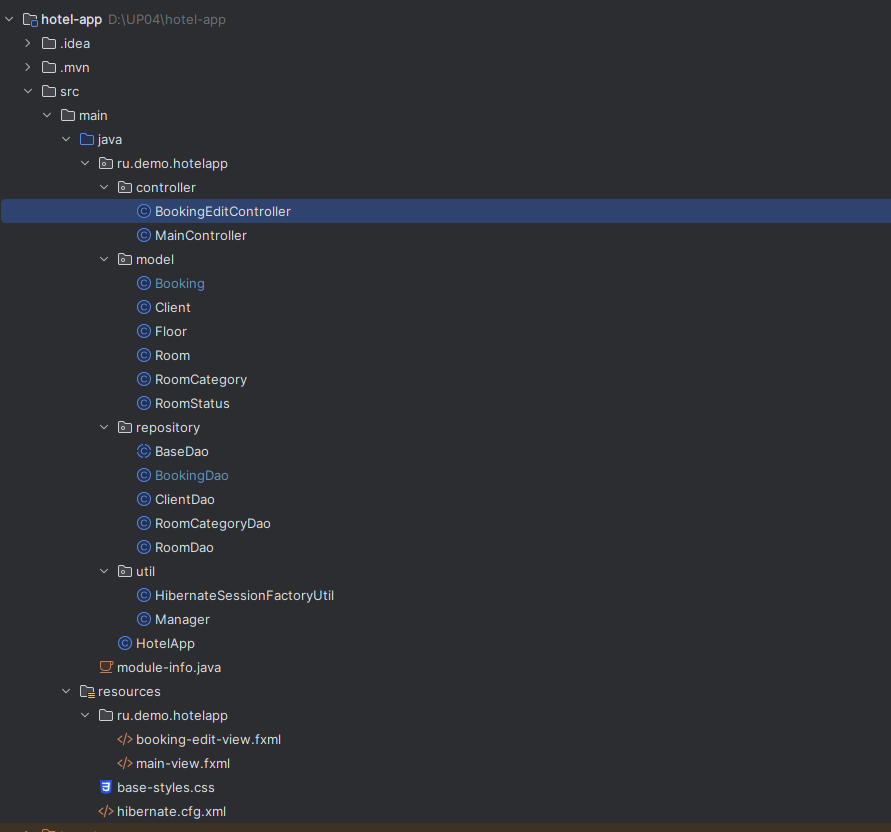 hotel-app D:\UP04\hotel-app
.idea
.mvn
src
main
java
ru.demo.hotelapp
controller
BookingEditController
MainController
model
Booking
Client
Floor
Room
RoomCategory
RoomStatus
repository
BaseDao
BookingDao
ClientDao
RoomCategoryDao
RoomDao
util
HibernateSessionFactoryUtil
Manager
HotelApp
module-info.java
resources
ru.demo.hotelapp
booking-edit-view.fxml
main-view.fxml
base-styles.css
hibernate.cfg.xml